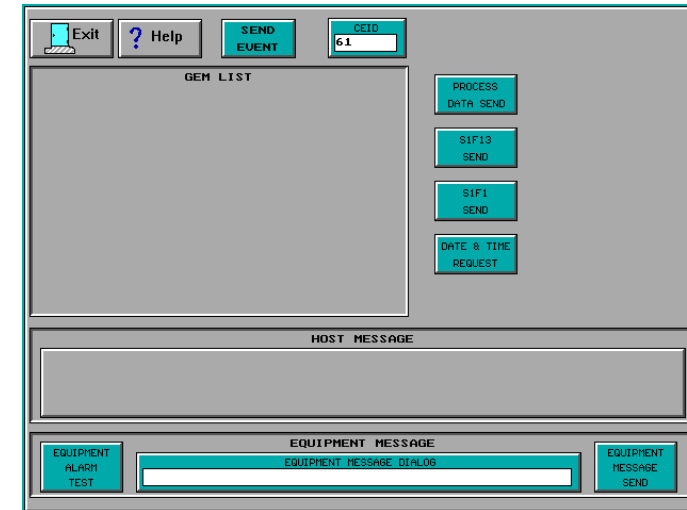 Exit
? Help
SEND
EVENT
CEID
61
GEM LIST
PROCESS
DATA SEND
S1F13
SEND
S1F1
SEND
DATE & TIME
REQUEST
HOST MESSAGE
EQUIPMENT MESSAGE
EQUIPMENT
ALARM
TEST
EQUIPMENT MESSAGE DIALOG
EQUIPMENT
MESSAGE
SEND